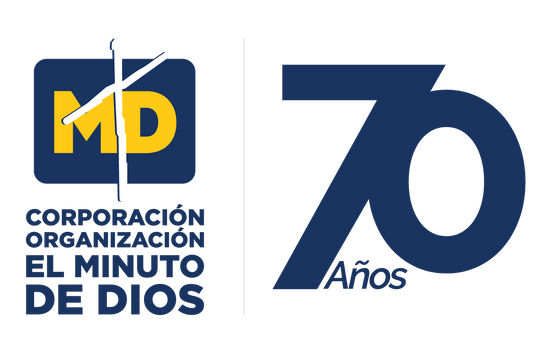 MD
CORPORACIÓN
ORGANIZACIÓN
EL MINUTO
DE DIOS
70
Años